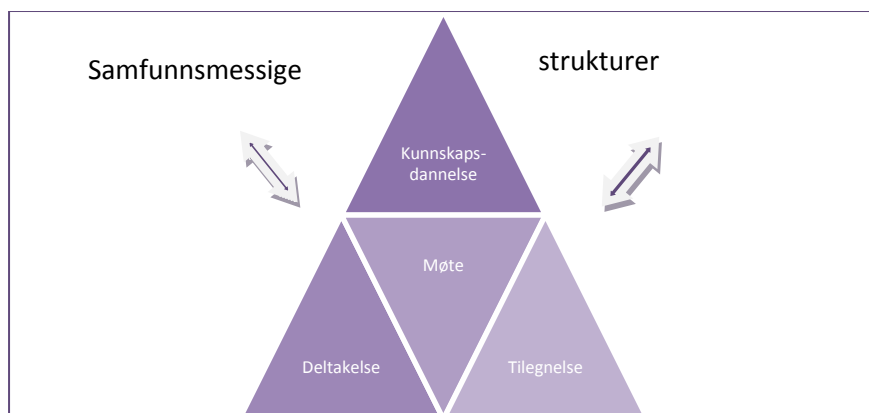 Samfunnsmessige
strukturer
Kunnskaps-
dannelse
Møte
Deltakelse
Tilegnelse